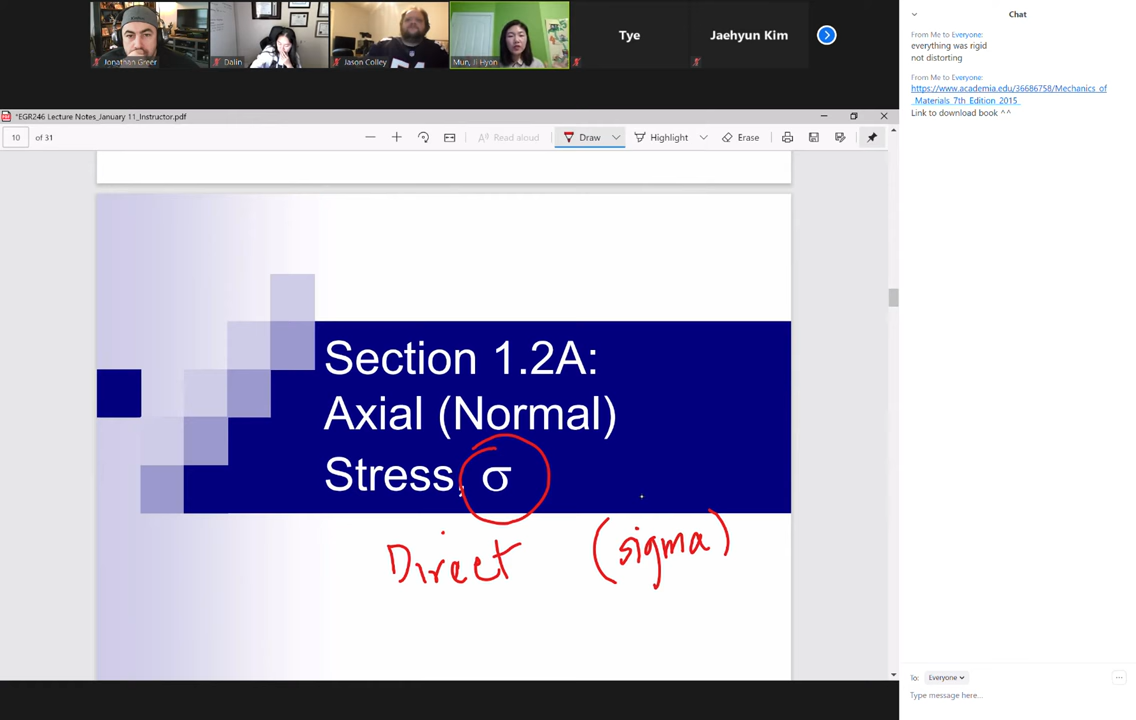 Jonathan Greer
Dalin
Jason Colley
Mun, Ji Hyon
Tye
Jaehyun Kim
*EGR246 Lecture Notes_January 11_Instructor.pdf
10 of 31
Read aloud
Draw
Highlight
Erase
Section 1.2A:
Axial (Normal)
Stress, σ
Direct (sigma)
Chat
From Me to Everyone:
everything was rigid
not distorting
From Me to Everyone:
https://www.academia.edu/36686758/Mechanics_of
_Materials_7th_Edition_2015_
Link to download book ^^
To: Everyone
Type message here...